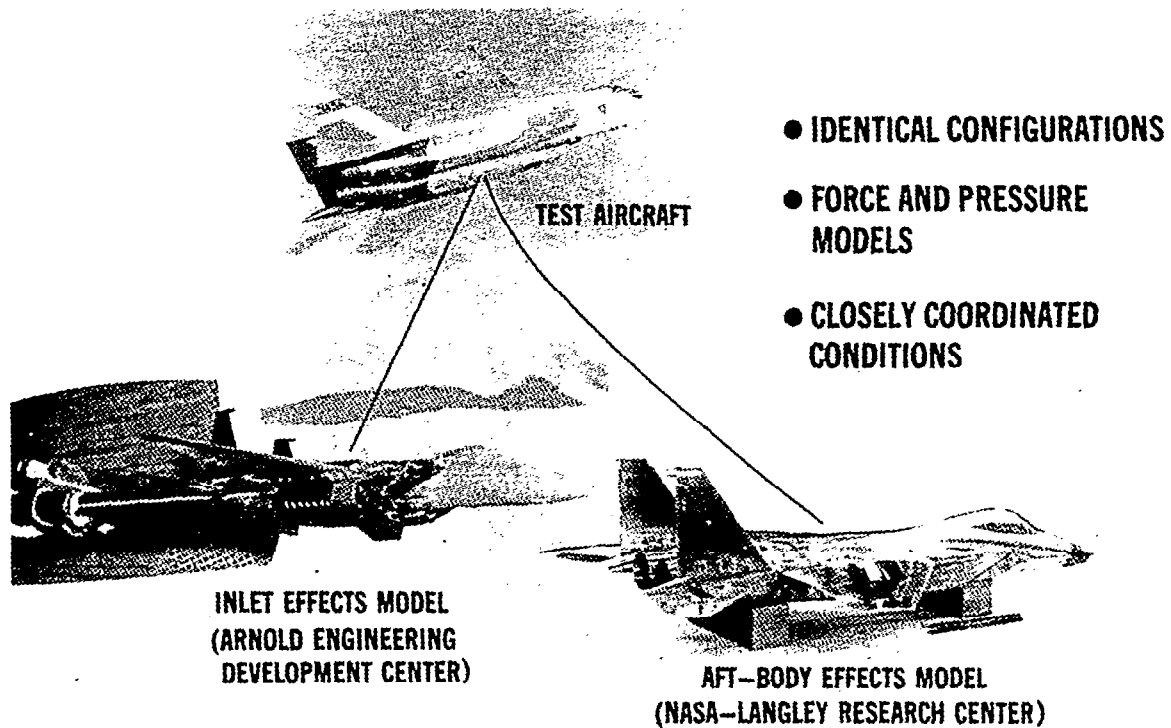 NASA
TEST AIRCRAFT
● IDENTICAL CONFIGURATIONS
● FORCE AND PRESSURE
MODELS
● CLOSELY COORDINATED
CONDITIONS
INLET EFFECTS MODEL
(ARNOLD ENGINEERING
DEVELOPMENT CENTER)
AFT–BODY EFFECTS MODEL
(NASA–LANGLEY RESEARCH CENTER)